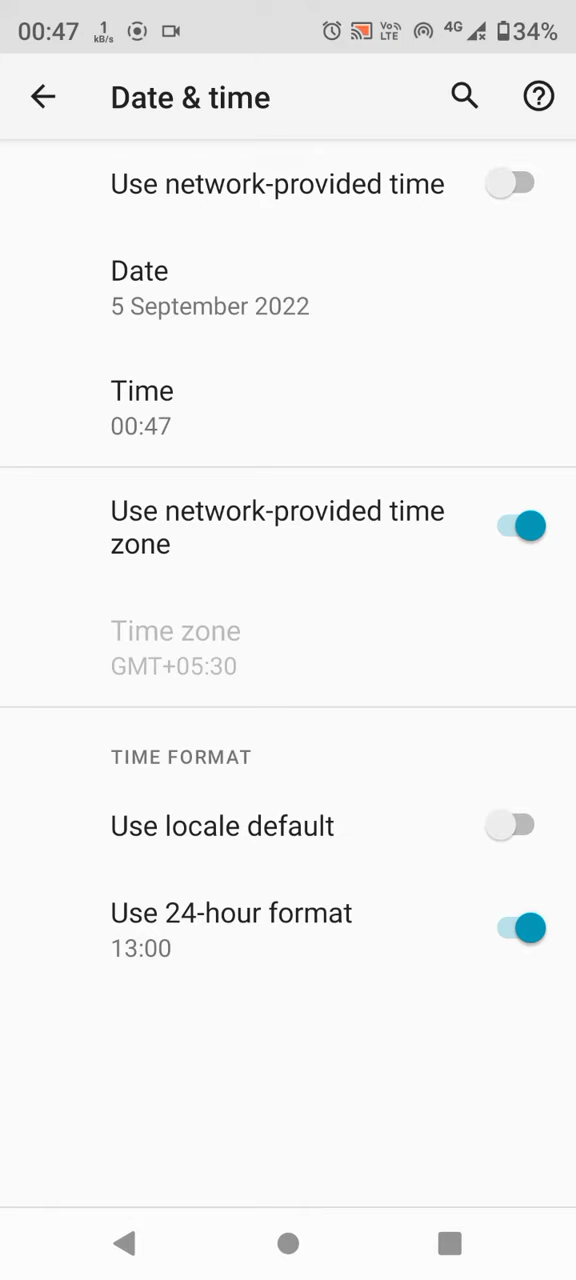 00:47 1 kB/s Vo) LTE 4G 34%
Date & time
Use network-provided time
Date
5 September 2022
Time
00:47
Use network-provided time
zone
Time zone
GMT+05:30
TIME FORMAT
Use locale default
Use 24-hour format
13:00